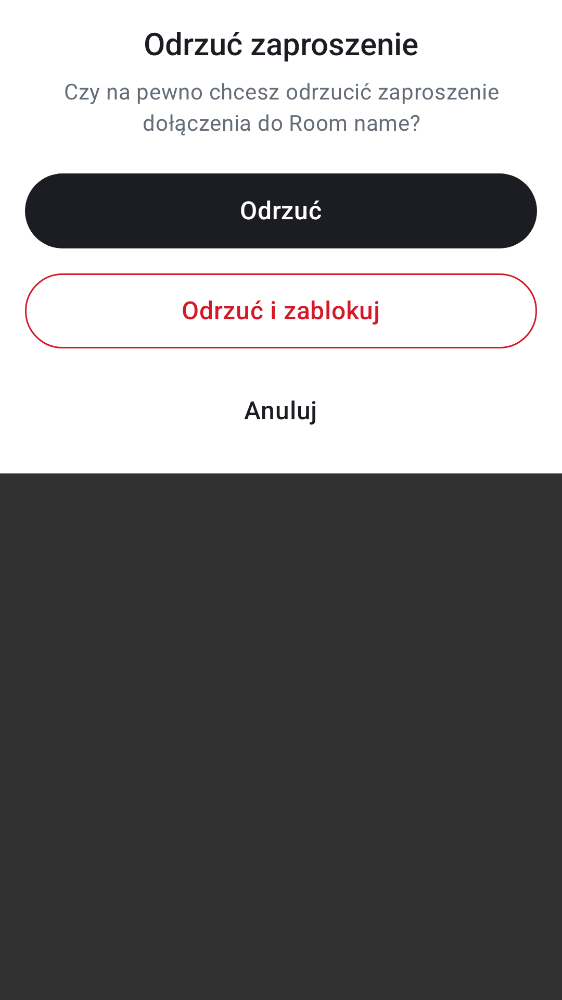 Odrzuć zaproszenie
Czy na pewno chcesz odrzucić zaproszenie
dołączenia do Room name?
Odrzuć
Odrzuć i zablokuj
Anuluj